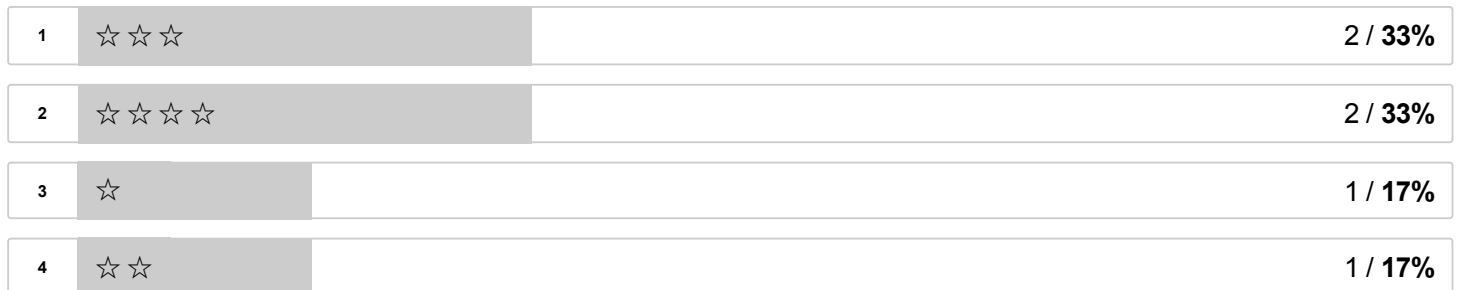 1 ☆ ☆ ☆ 2 / 33%
2 ☆ ☆ ☆ ☆ 2 / 33%
3 ☆ 1 / 17%
4 ☆ ☆ 1 / 17%